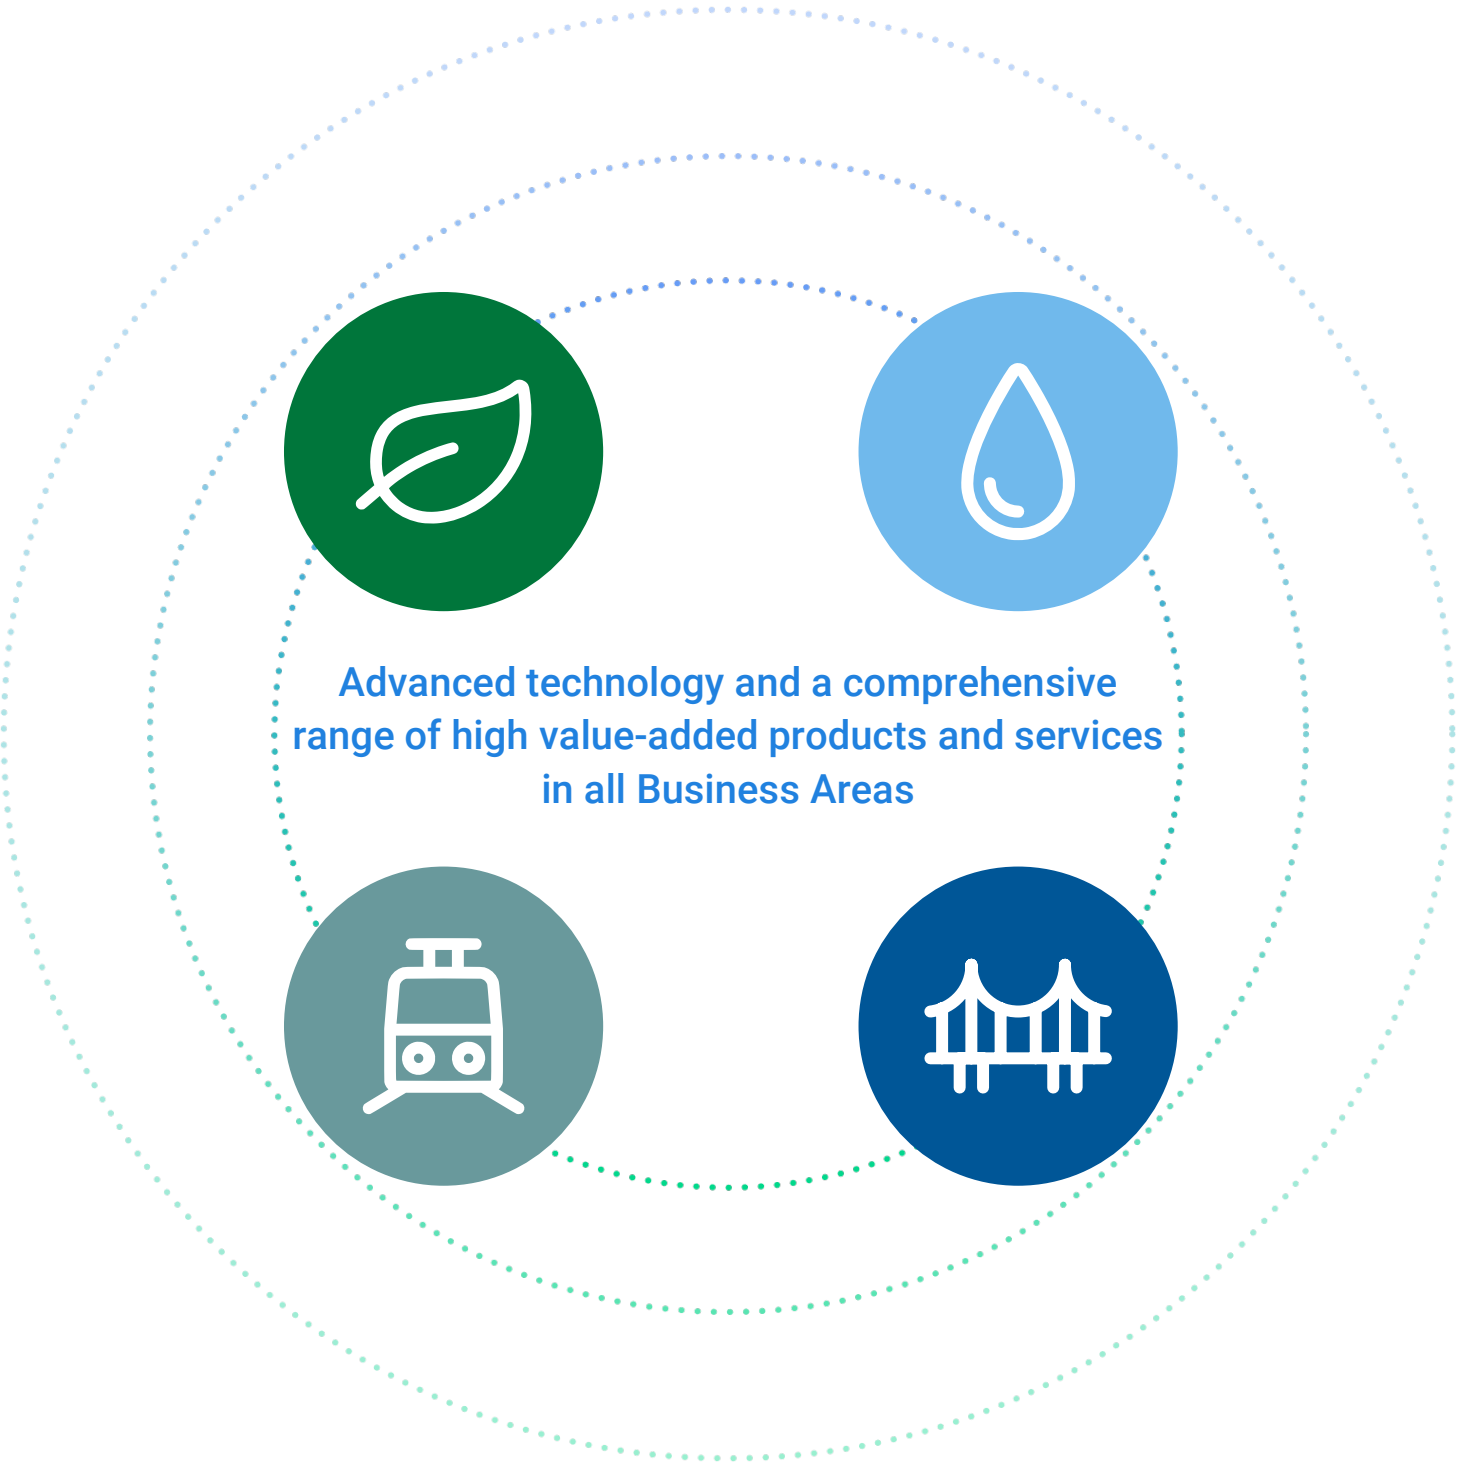 Advanced technology and a comprehensive
range of high value-added products and services
in all Business Areas